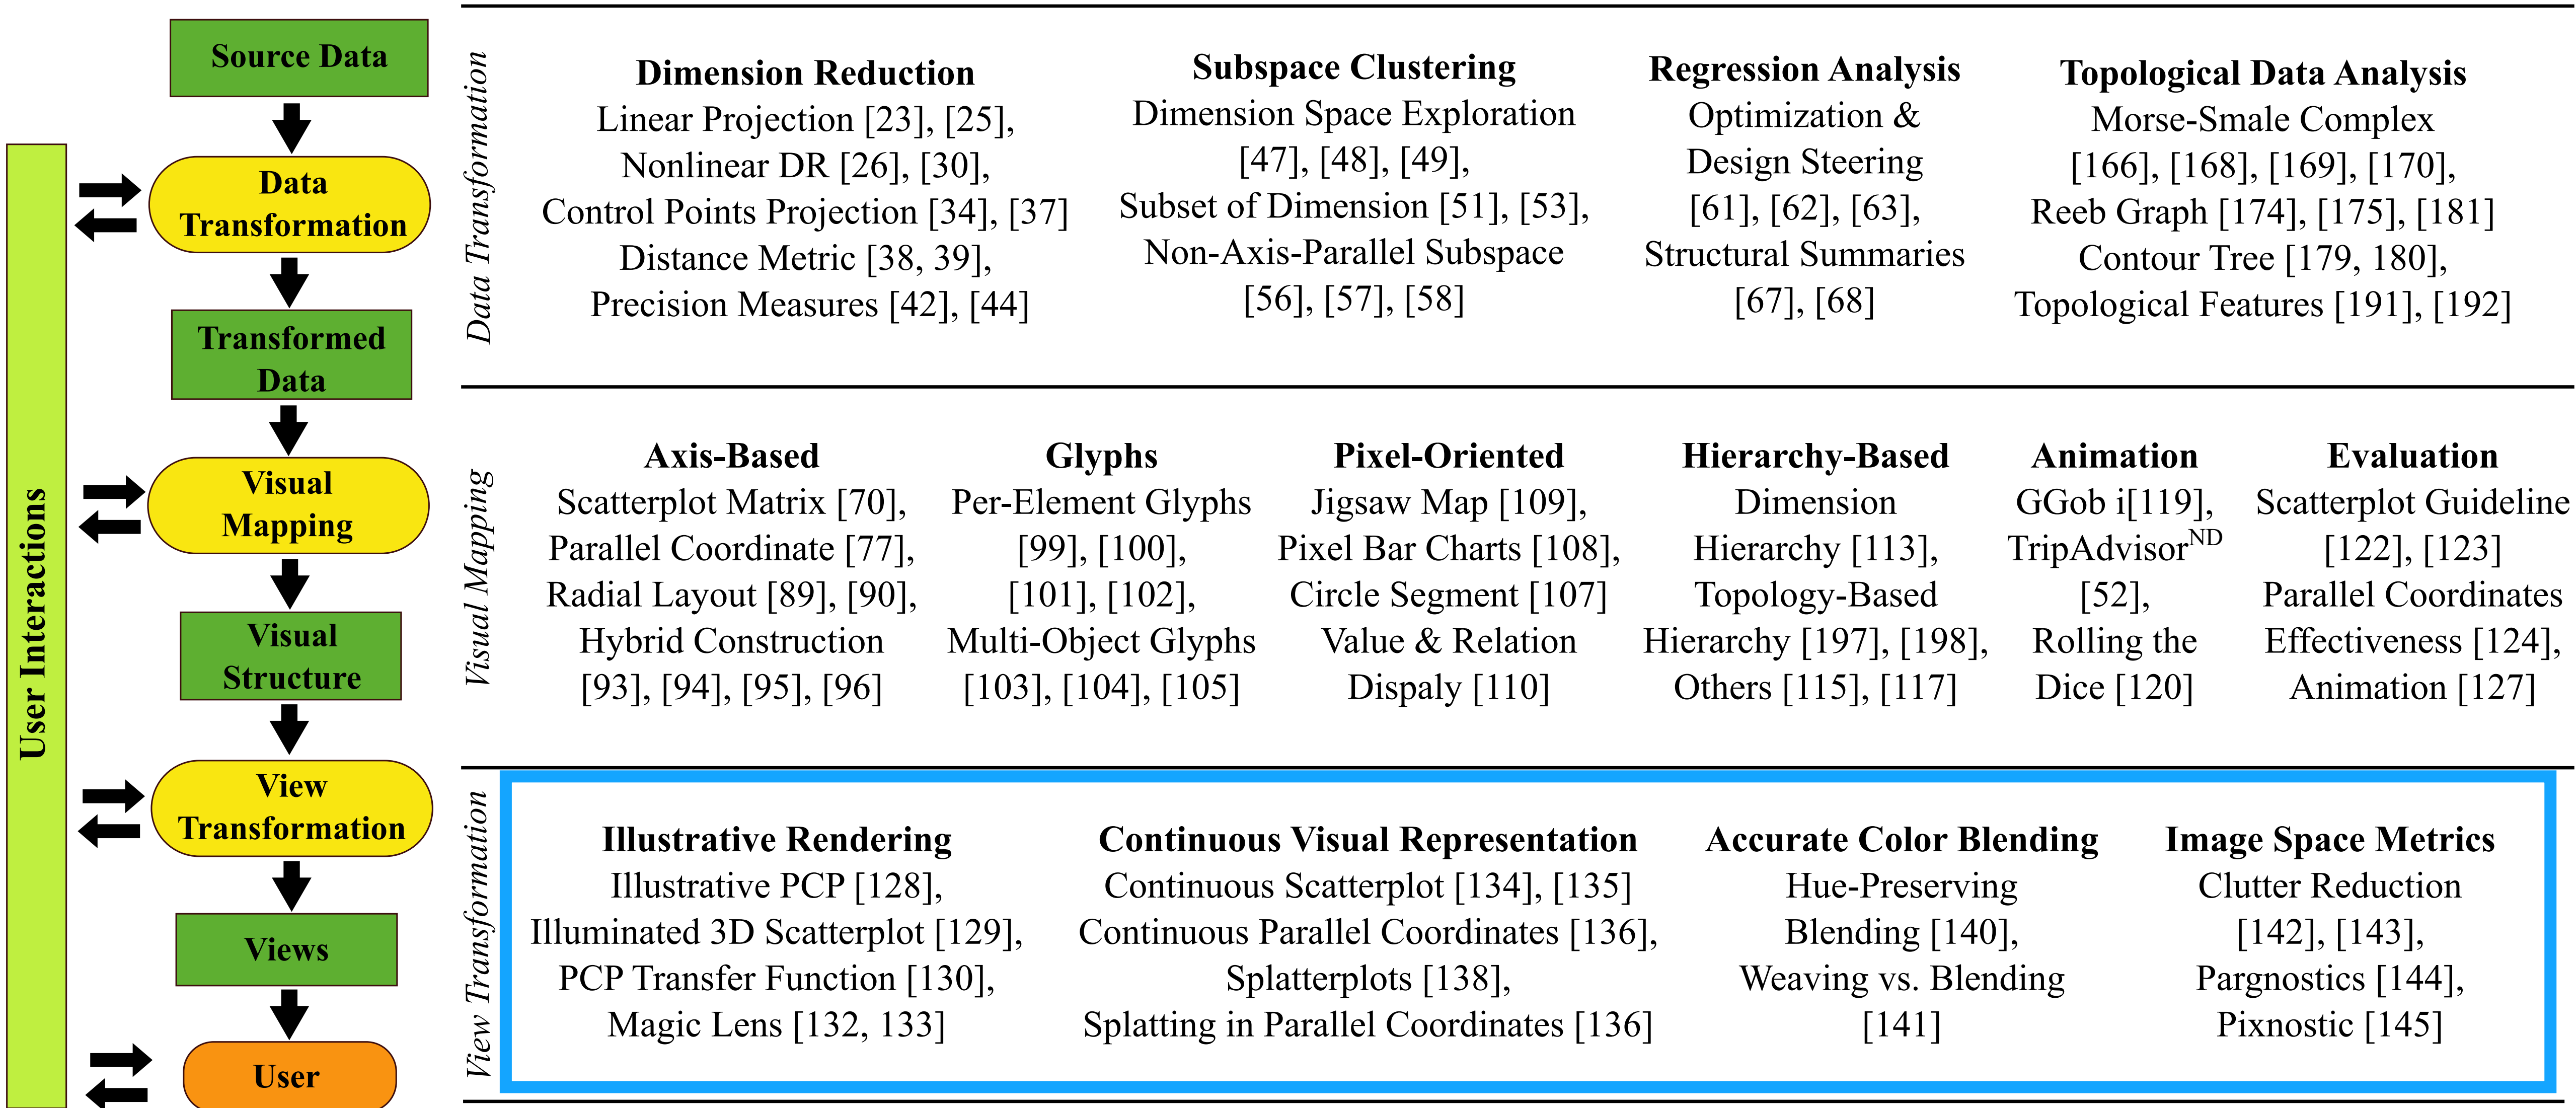 Source Data
Data
Transformation
Transformed
Data
Visual
Mapping
Visual
Structure
View
Transformation
Views
User
User Interactions
Data Transformation
Dimension Reduction
Linear Projection [23], [25],
Nonlinear DR [26], [30],
Control Points Projection [34], [37]
Distance Metric [38, 39],
Precision Measures [42], [44]
Subspace Clustering
Dimension Space Exploration
[47], [48], [49],
Subset of Dimension [51], [53],
Non-Axis-Parallel Subspace
[56], [57], [58]
Regression Analysis
Optimization &
Design Steering
[61], [62], [63],
Structural Summaries
[67], [68]
Topological Data Analysis
Morse-Smale Complex
[166], [168], [169], [170],
Reeb Graph [174], [175], [181]
Contour Tree [179, 180],
Topological Features [191], [192]
Visual Mapping
Axis-Based
Scatterplot Matrix [70],
Parallel Coordinate [77],
Radial Layout [89], [90],
Hybrid Construction
[93], [94], [95], [96]
Glyphs
Per-Element Glyphs
[99], [100],
[101], [102],
Multi-Object Glyphs
[103], [104], [105]
Pixel-Oriented
Jigsaw Map [109],
Pixel Bar Charts [108],
Circle Segment [107]
Value & Relation
Dispaly [110]
Hierarchy-Based
Dimension
Hierarchy [113],
Topology-Based
Hierarchy [197], [198],
Others [115], [117]
Animation
GGob i[119],
TripAdvisorND
[52],
Rolling the
Dice [120]
Evaluation
Scatterplot Guideline
[122], [123]
Parallel Coordinates
Effectiveness [124],
Animation [127]
View Transformation
Illustrative Rendering
Illustrative PCP [128],
Illuminated 3D Scatterplot [129],
PCP Transfer Function [130],
Magic Lens [132, 133]
Continuous Visual Representation
Continuous Scatterplot [134], [135]
Continuous Parallel Coordinates [136],
Splatterplots [138],
Splatting in Parallel Coordinates [136]
Accurate Color Blending
Hue-Preserving
Blending [140],
Weaving vs. Blending
[141]
Image Space Metrics
Clutter Reduction
[142], [143],
Pargnostics [144],
Pixnostic [145]